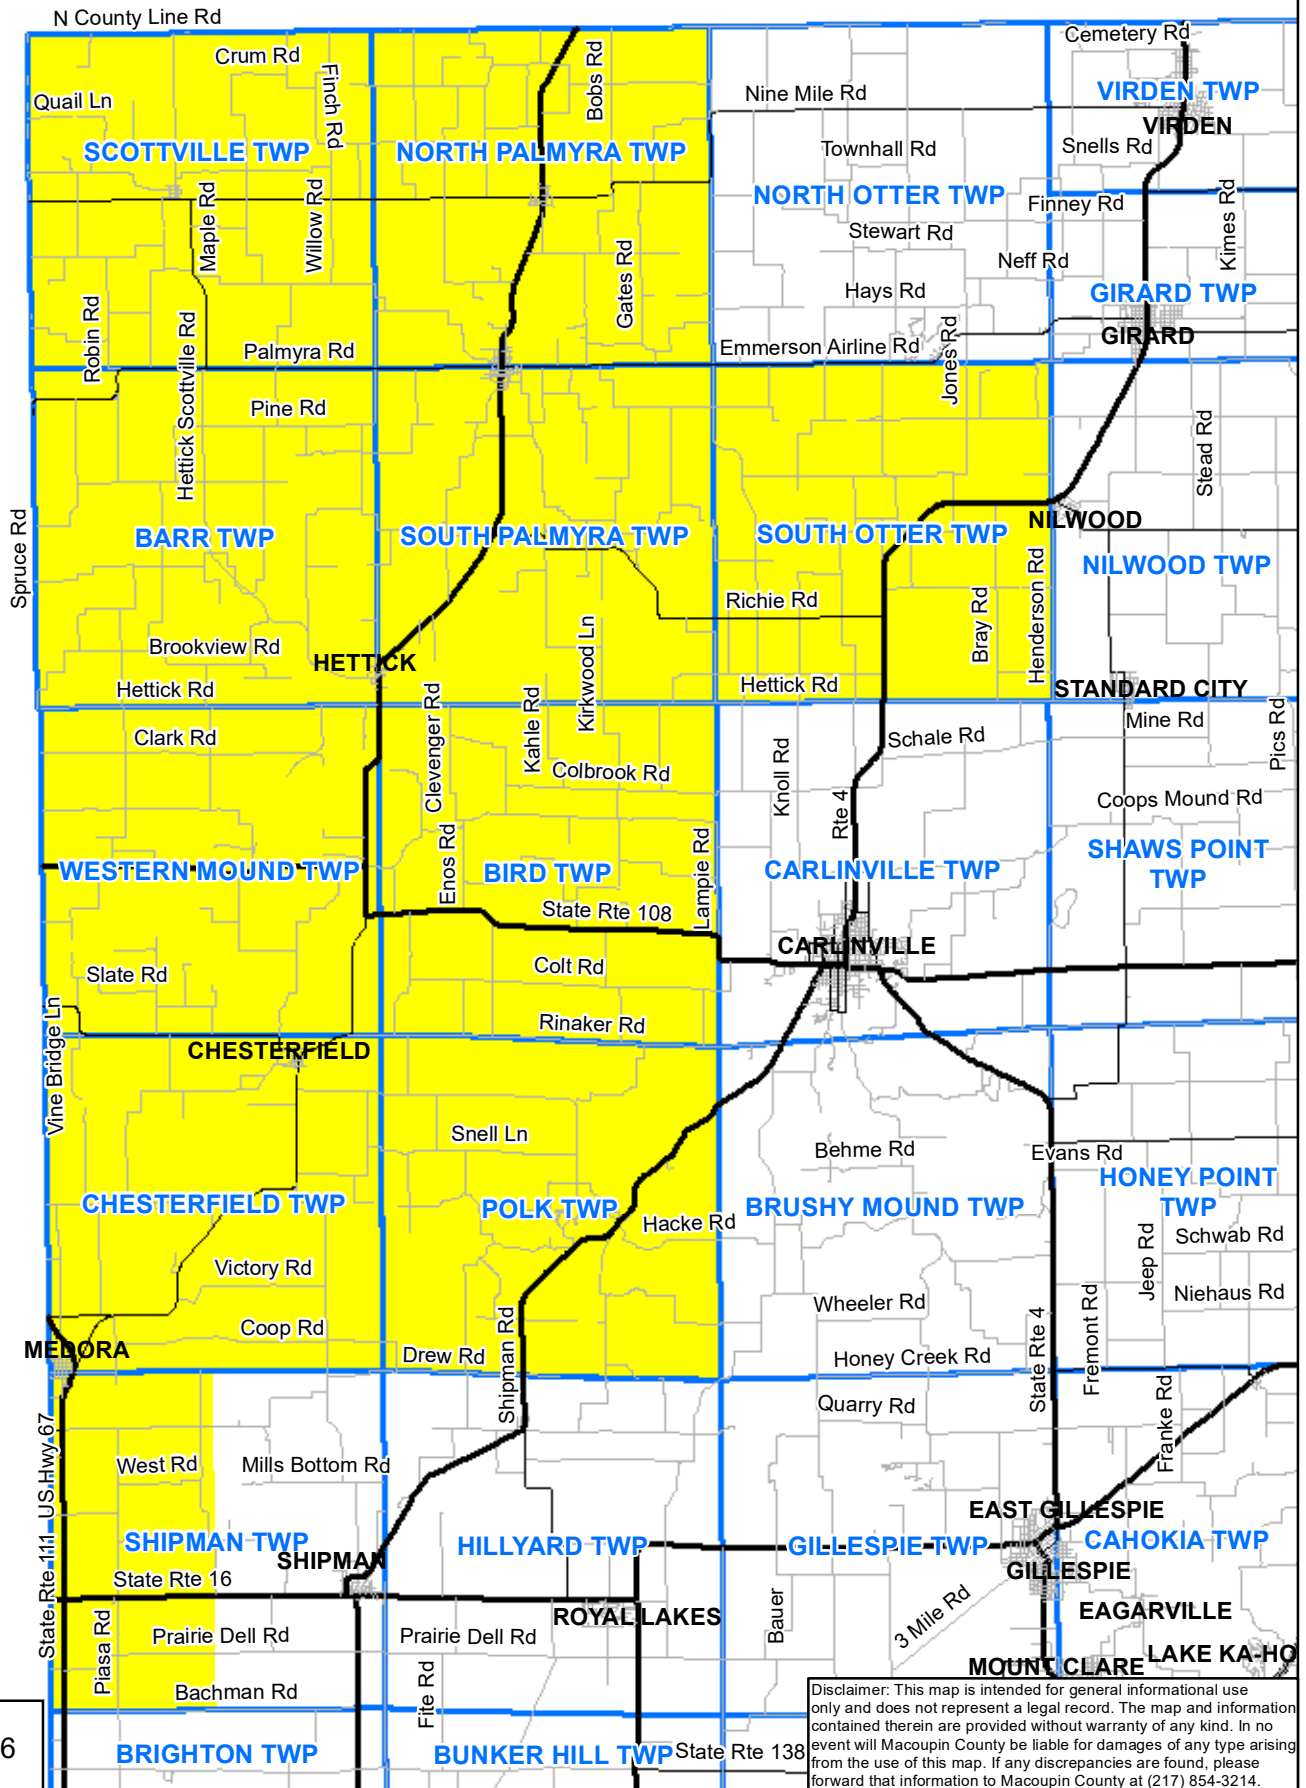 N County Line Rd
Cemetery Rd
Crum Rd
Finch Rd
Bobs Rd
Quail Ln
Nine Mile Rd
VIRDEN TWP
VIRDEN
SCOTTVILLE TWP
NORTH PALMYRA TWP
Townhall Rd
Snells Rd
Maple Rd
Willow Rd
NORTH OTTER TWP
Finney Rd
Kimes Rd
Stewart Rd
Neff Rd
Gates Rd
Hays Rd
GIRARD TWP
Robin Rd
Hettick Scottville Rd
Palmyra Rd
Emmerson Airline Rd
Jones Rd
GIRARD
Pine Rd
Stead Rd
Spruce Rd
BARR TWP
SOUTH PALMYRA TWP
SOUTH OTTER TWP
NILWOOD
NILWOOD TWP
Richie Rd
Bray Rd
Henderson Rd
Brookview Rd
HETTICK
Kirkwood Ln
Hettick Rd
Hettick Rd
STANDARD CITY
Clark Rd
Clevenger Rd
Kahle Rd
Colbrook Rd
Knoll Rd
Schale Rd
Mine Rd
Pics Rd
Rte 4
Coops Mound Rd
WESTERN MOUND TWP
Enos Rd
BIRD TWP
Lampie Rd
CARLINVILLE TWP
SHAWS POINT
TWP
State Rte 108
CARLINVILLE
Slate Rd
Colt Rd
Vine Bridge Ln
Rinaker Rd
CHESTERFIELD
Snell Ln
Behme Rd
Evans Rd
CHESTERFIELD TWP
POLK TWP
Hacke Rd
BRUSHY MOUND TWP
HONEY POINT
TWP
Jeep Rd
Schwab Rd
Victory Rd
Wheeler Rd
Niehaus Rd
Coop Rd
MEDORA
Drew Rd
Shipman Rd
Honey Creek Rd
State Rte 4
Fremont Rd
Quarry Rd
Franke Rd
State Rte 111 US Hwy 67
West Rd
Mills Bottom Rd
EAST GILLESPIE
SHIPMAN TWP
SHIPMAN
HILLYARD TWP
GILLESPIE TWP
CAHOKIA TWP
State Rte 16
GILLESPIE
ROYAL LAKES
Bauer
3 Mile Rd
EAGARVILLE
Piasa Rd
Prairie Dell Rd
Prairie Dell Rd
MOUNT CLARE
LAKE KA-HO
Bachman Rd
Fite Rd
6
BRIGHTON TWP
BUNKER HILL TWP
State Rte 138
Disclaimer: This map is intended for general informational use
only and does not represent a legal record. The map and information
contained therein are provided without warranty of any kind. In no
event will Macoupin County be liable for damages of any type arising
from the use of this map. If any discrepancies are found, please
forward that information to Macoupin County at (217) 854-3214.